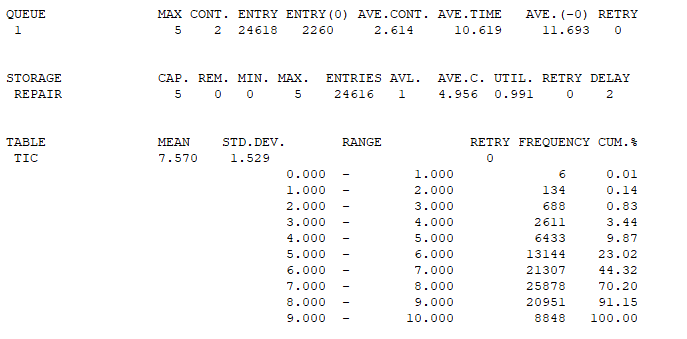 QUEUE MAX CONT. ENTRY ENTRY(0) AVE.CONT. AVE.TIME AVE.(-0) RETRY
1 5 2 24618 2260 2.614 10.619 11.693 0
STORAGE CAP. REM. MIN. MAX. ENTRIES AVL. AVE.C. UTIL. RETRY DELAY
REPAIR 5 0 0 5 24616 1 4.956 0.991 0 2
TABLE MEAN STD.DEV. RANGE RETRY FREQUENCY CUM.%
TIC 7.570 1.529 0
0.000 - 1.000 6 0.01
1.000 - 2.000 134 0.14
2.000 - 3.000 688 0.83
3.000 - 4.000 2611 3.44
4.000 - 5.000 6433 9.87
5.000 - 6.000 13144 23.02
6.000 - 7.000 21307 44.32
7.000 - 8.000 25878 70.20
8.000 - 9.000 20951 91.15
9.000 - 10.000 8848 100.00